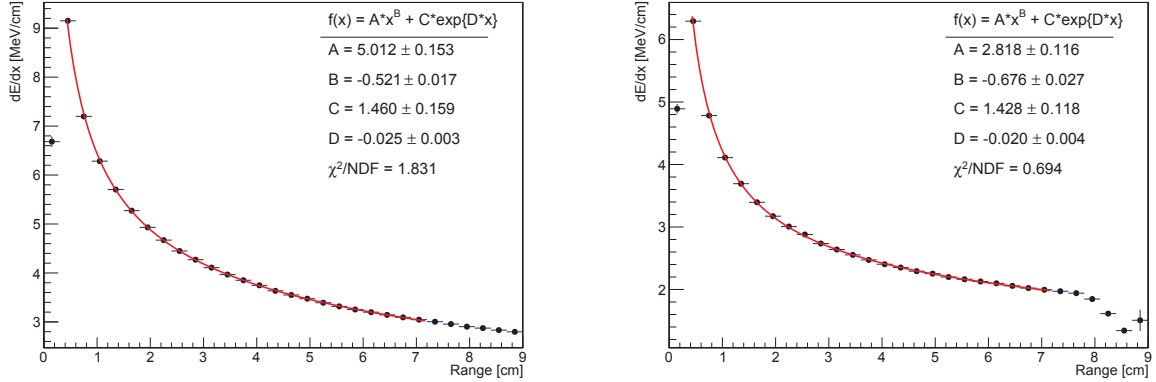 dE/dx [MeV/cm]
f(x) = A*x^B + C*exp{D*x}
A = 5.012 ± 0.153
B = -0.521 ± 0.017
C = 1.460 ± 0.159
D = -0.025 ± 0.003
χ²/NDF = 1.831
9
8
7
6
5
4
3
0 1 2 3 4 5 6 7 8 9
Range [cm]
dE/dx [MeV/cm]
f(x) = A*x^B + C*exp{D*x}
A = 2.818 ± 0.116
B = -0.676 ± 0.027
C = 1.428 ± 0.118
D = -0.020 ± 0.004
χ²/NDF = 0.694
6
5
4
3
2
0 1 2 3 4 5 6 7 8 9
Range [cm]